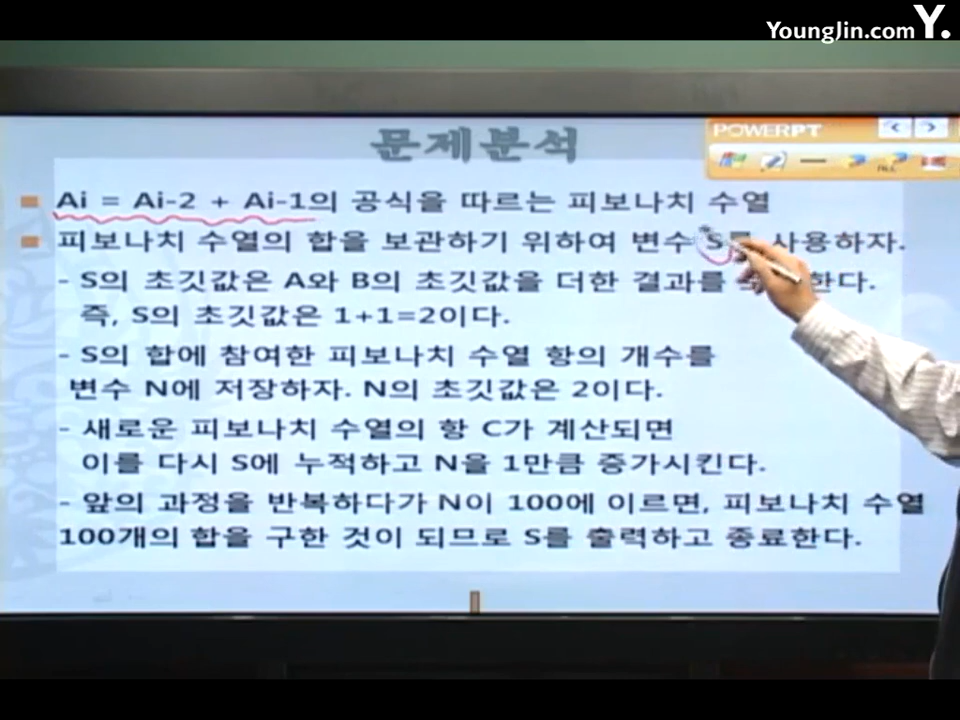 YoungJin.com Y.
문제분석
POWERPT
Ai = Ai-2 + Ai-1의 공식을 따르는 피보나치 수열
피보나치 수열의 합을 보관하기 위하여 변수 S를 사용하자.
- S의 초깃값은 A와 B의 초깃값을 더한 결과를 한다.
즉, S의 초깃값은 1+1=2이다.
- S의 합에 참여한 피보나치 수열 항의 개수를
변수 N에 저장하자. N의 초깃값은 2이다.
- 새로운 피보나치 수열의 항 C가 계산되면
이를 다시 S에 누적하고 N을 1만큼 증가시킨다.
- 앞의 과정을 반복하다가 N이 100에 이르면, 피보나치 수열
100개의 합을 구한 것이 되므로 S를 출력하고 종료한다.